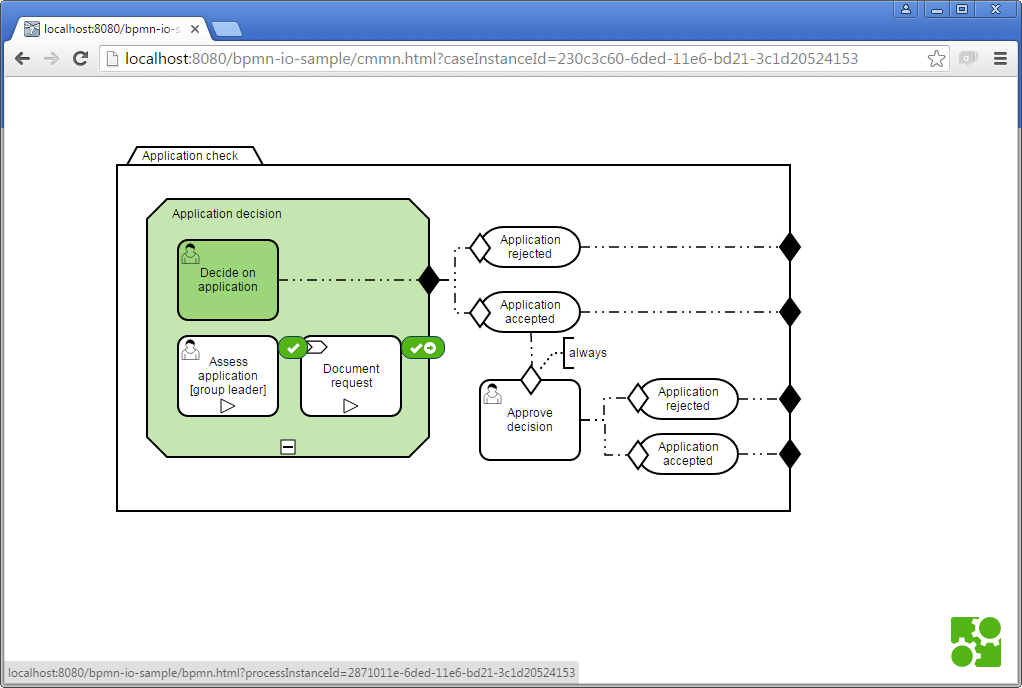 localhost:8080/bpmn-io-s
localhost:8080/bpmn-io-sample/cmmn.html?caseInstanceId=230c3c60-6ded-11e6-bd21-3c1d20524153
Application check
Application decision
Decide on
application
Assess
application
[group leader]
Document
request
Application
rejected
Application
accepted
always
Approve
decision
Application
rejected
Application
accepted
localhost:8080/bpmn-io-sample/bpmn.html?processInstanceId=2871011e-6ded-11e6-bd21-3c1d20524153